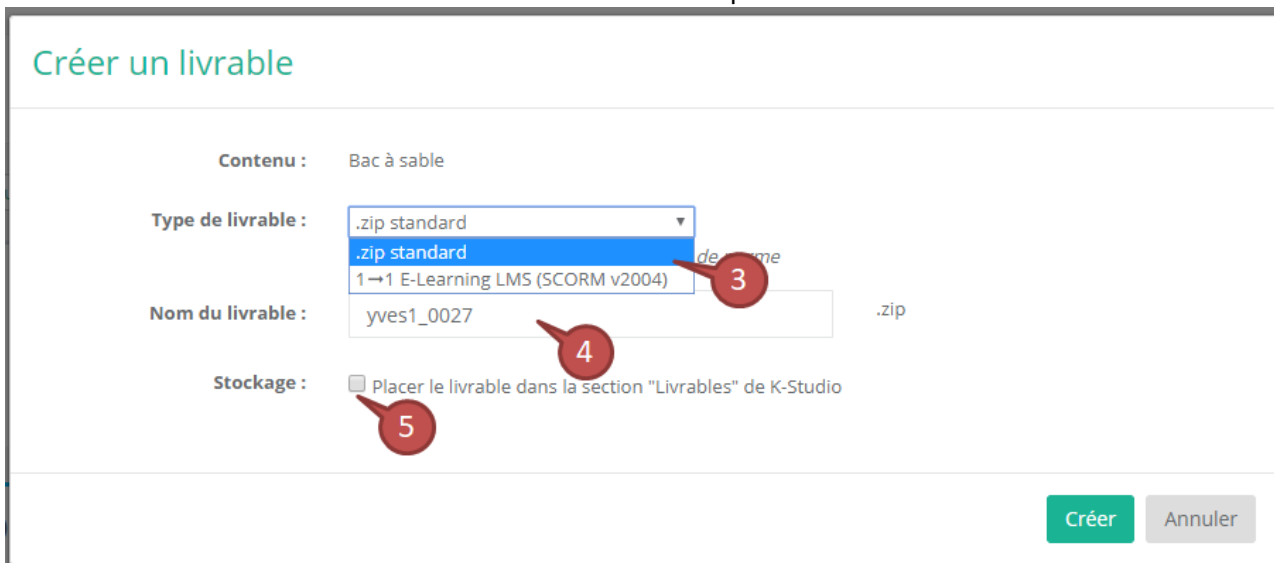 Créer un livrable
Contenu : Bac à sable
Type de livrable : .zip standard
.zip standard
de
1→1 E-Learning LMS (SCORM v2004)
3
Nom du livrable : yves1_0027 .zip
4
Stockage : Placer le livrable dans la section "Livrables" de K-Studio
5
Créer Annuler